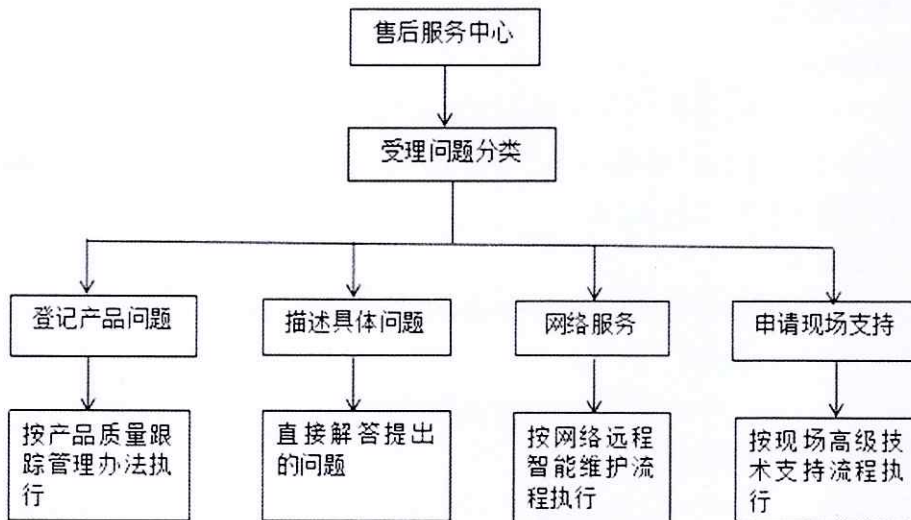 售后服务中心
受理问题分类
登记产品问题
描述具体问题
网络服务
申请现场支持
按产品质量跟
踪管理办法执
行
直接解答提出
的问题
按网络远程
智能维护流
程执行
按现场高级技
术支持流程执
行